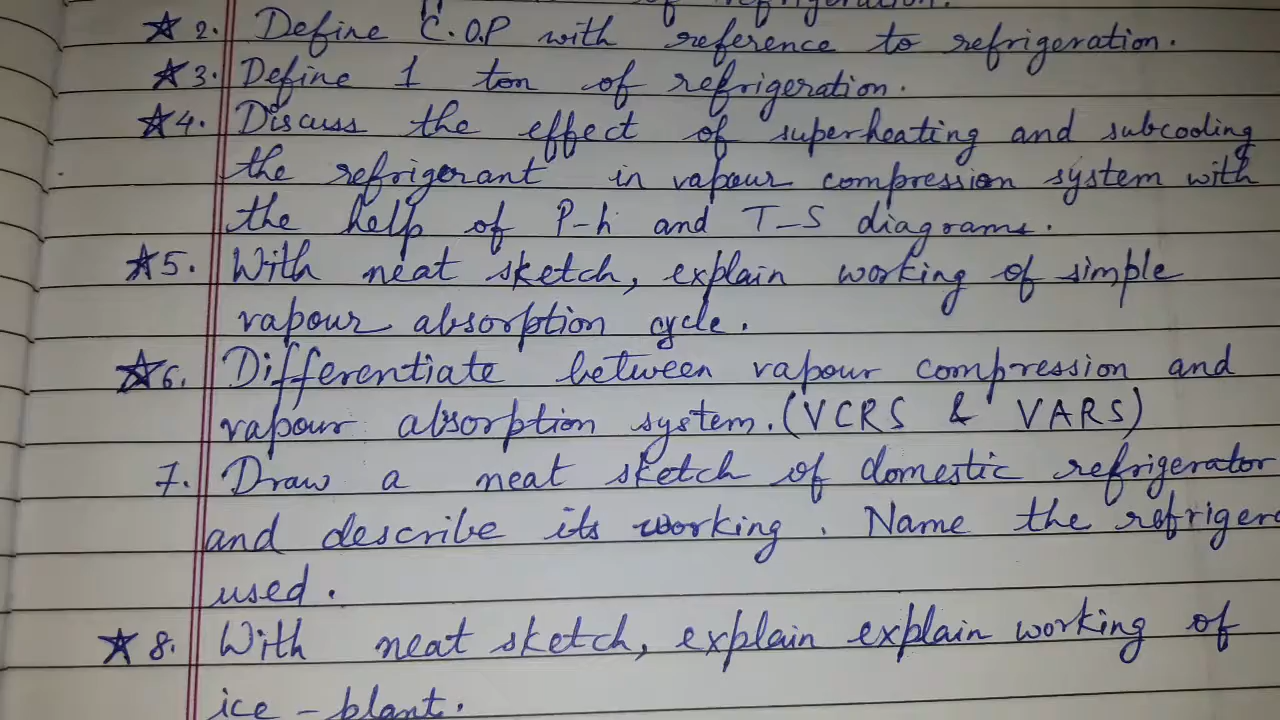 of refrigeration.
☆ 2. Define C.O.P with reference to refrigeration.
☆ 3. Define 1 ton of refrigeration.
☆ 4. Discuss the effect of superheating and subcooling
the refrigerant in vapour compression system with
the help of P-h and T-S diagrams.
☆ 5. With neat sketch, explain working of simple
vapour absorption cycle.
☆ 6. Differentiate between vapour compression and
vapour absorption system. (VCRS & VARS)
7. Draw a neat sketch of domestic refrigerator
and describe its working. Name the refriger
used.
☆ 8. With neat sketch, explain explain working of
ice-plant.